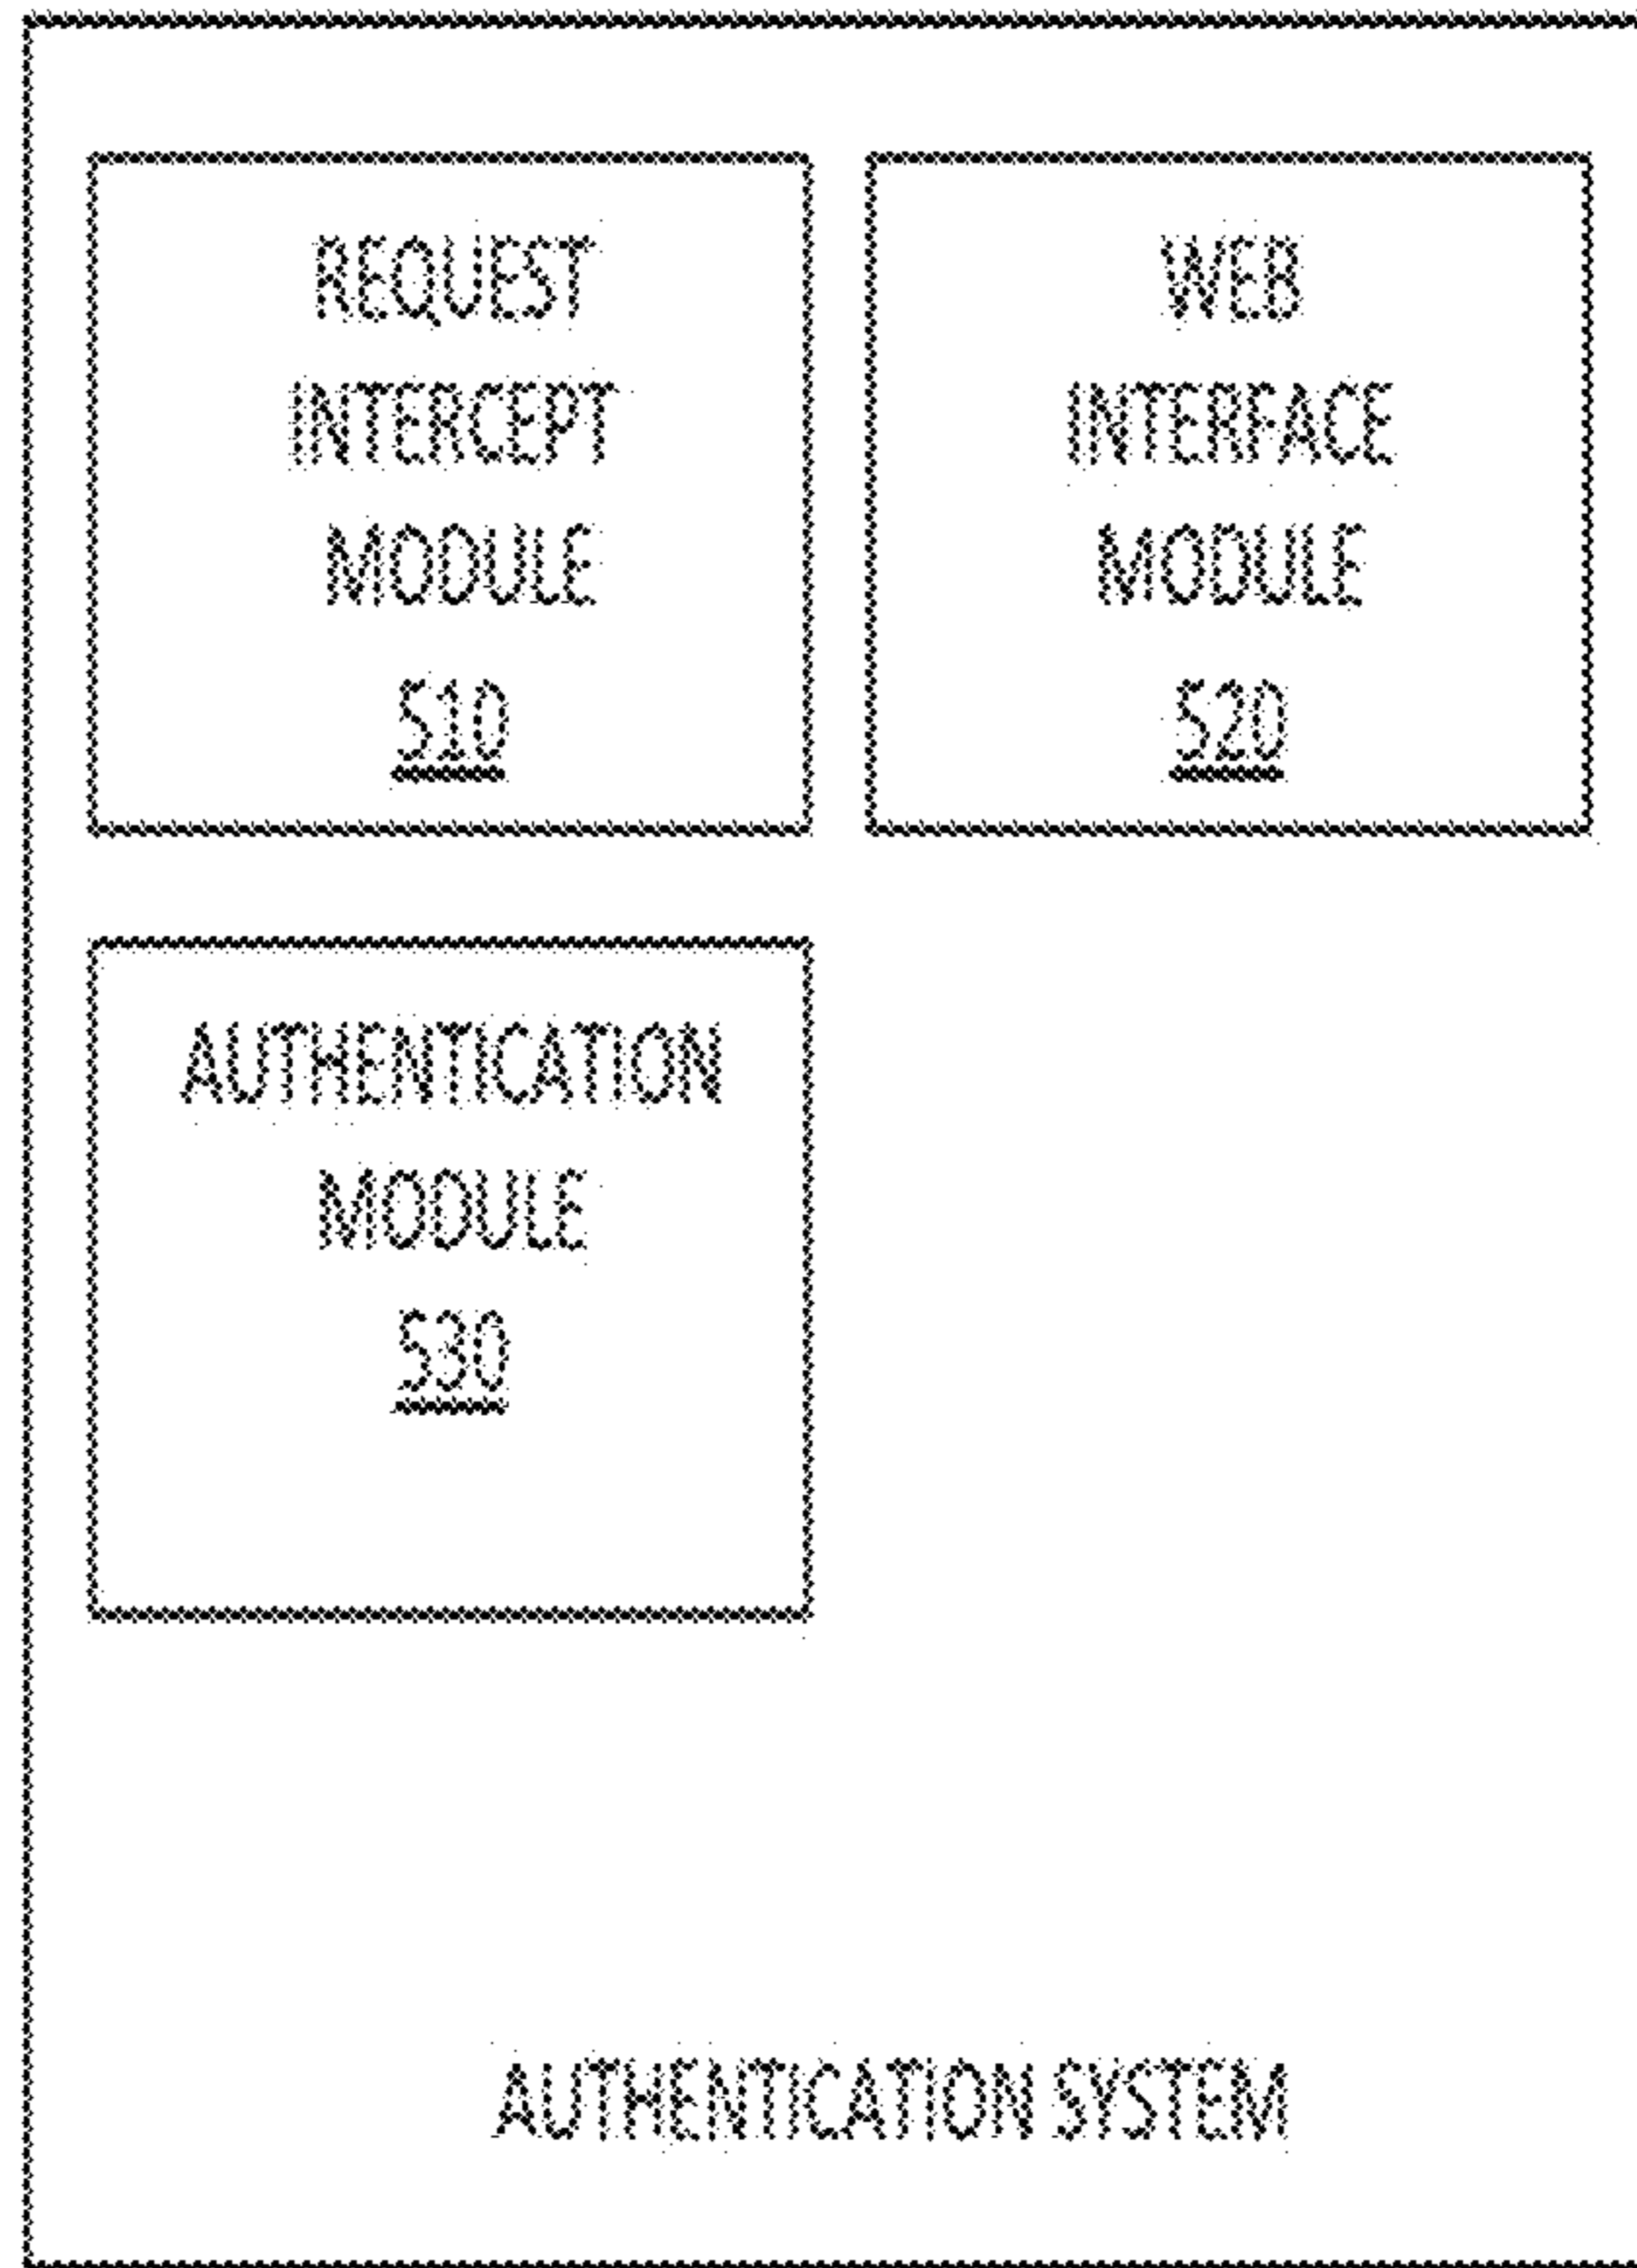 REQUEST
INTERCEPT
MODULE
510
WEB
INTERFACE
MODULE
520
AUTHENTICATION
MODULE
530
AUTHENTICATION SYSTEM